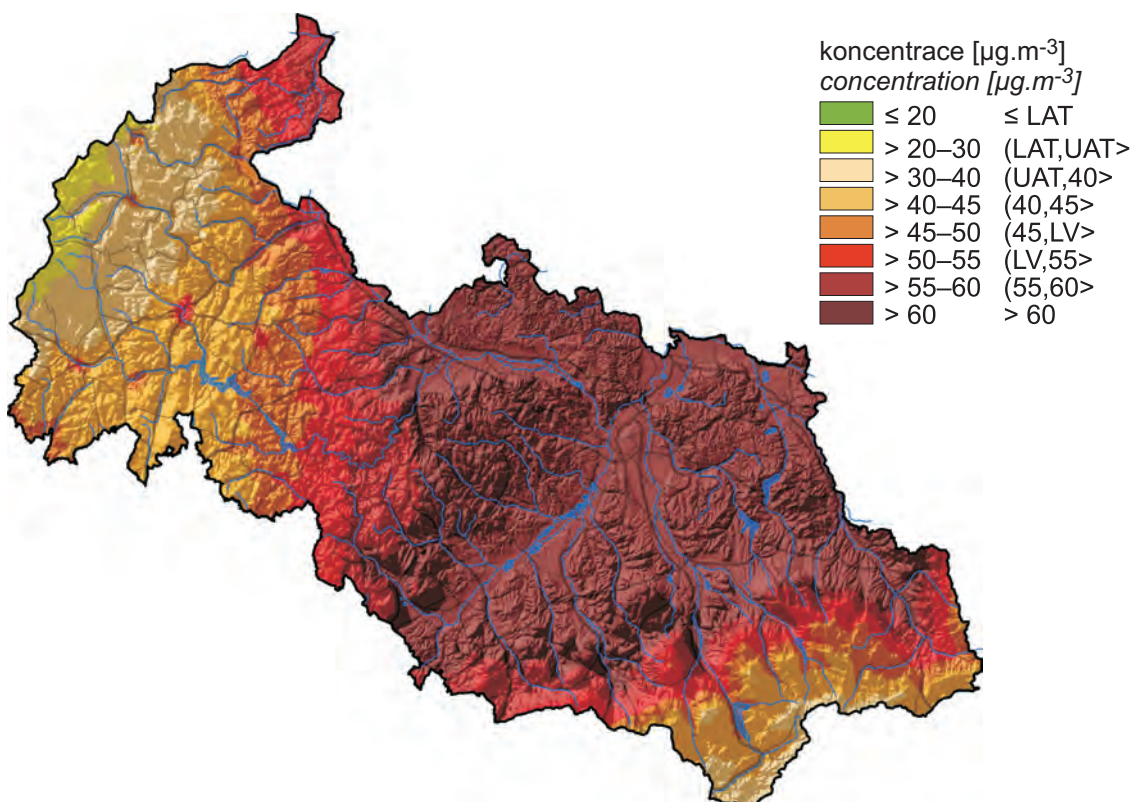 koncentrace [µg.m-3]
concentration [µg.m-3]
≤ 20 ≤ LAT
> 20–30 (LAT,UAT>
> 30–40 (UAT,40>
> 40–45 (40,45>
> 45–50 (45,LV>
> 50–55 (LV,55>
> 55–60 (55,60>
> 60 > 60